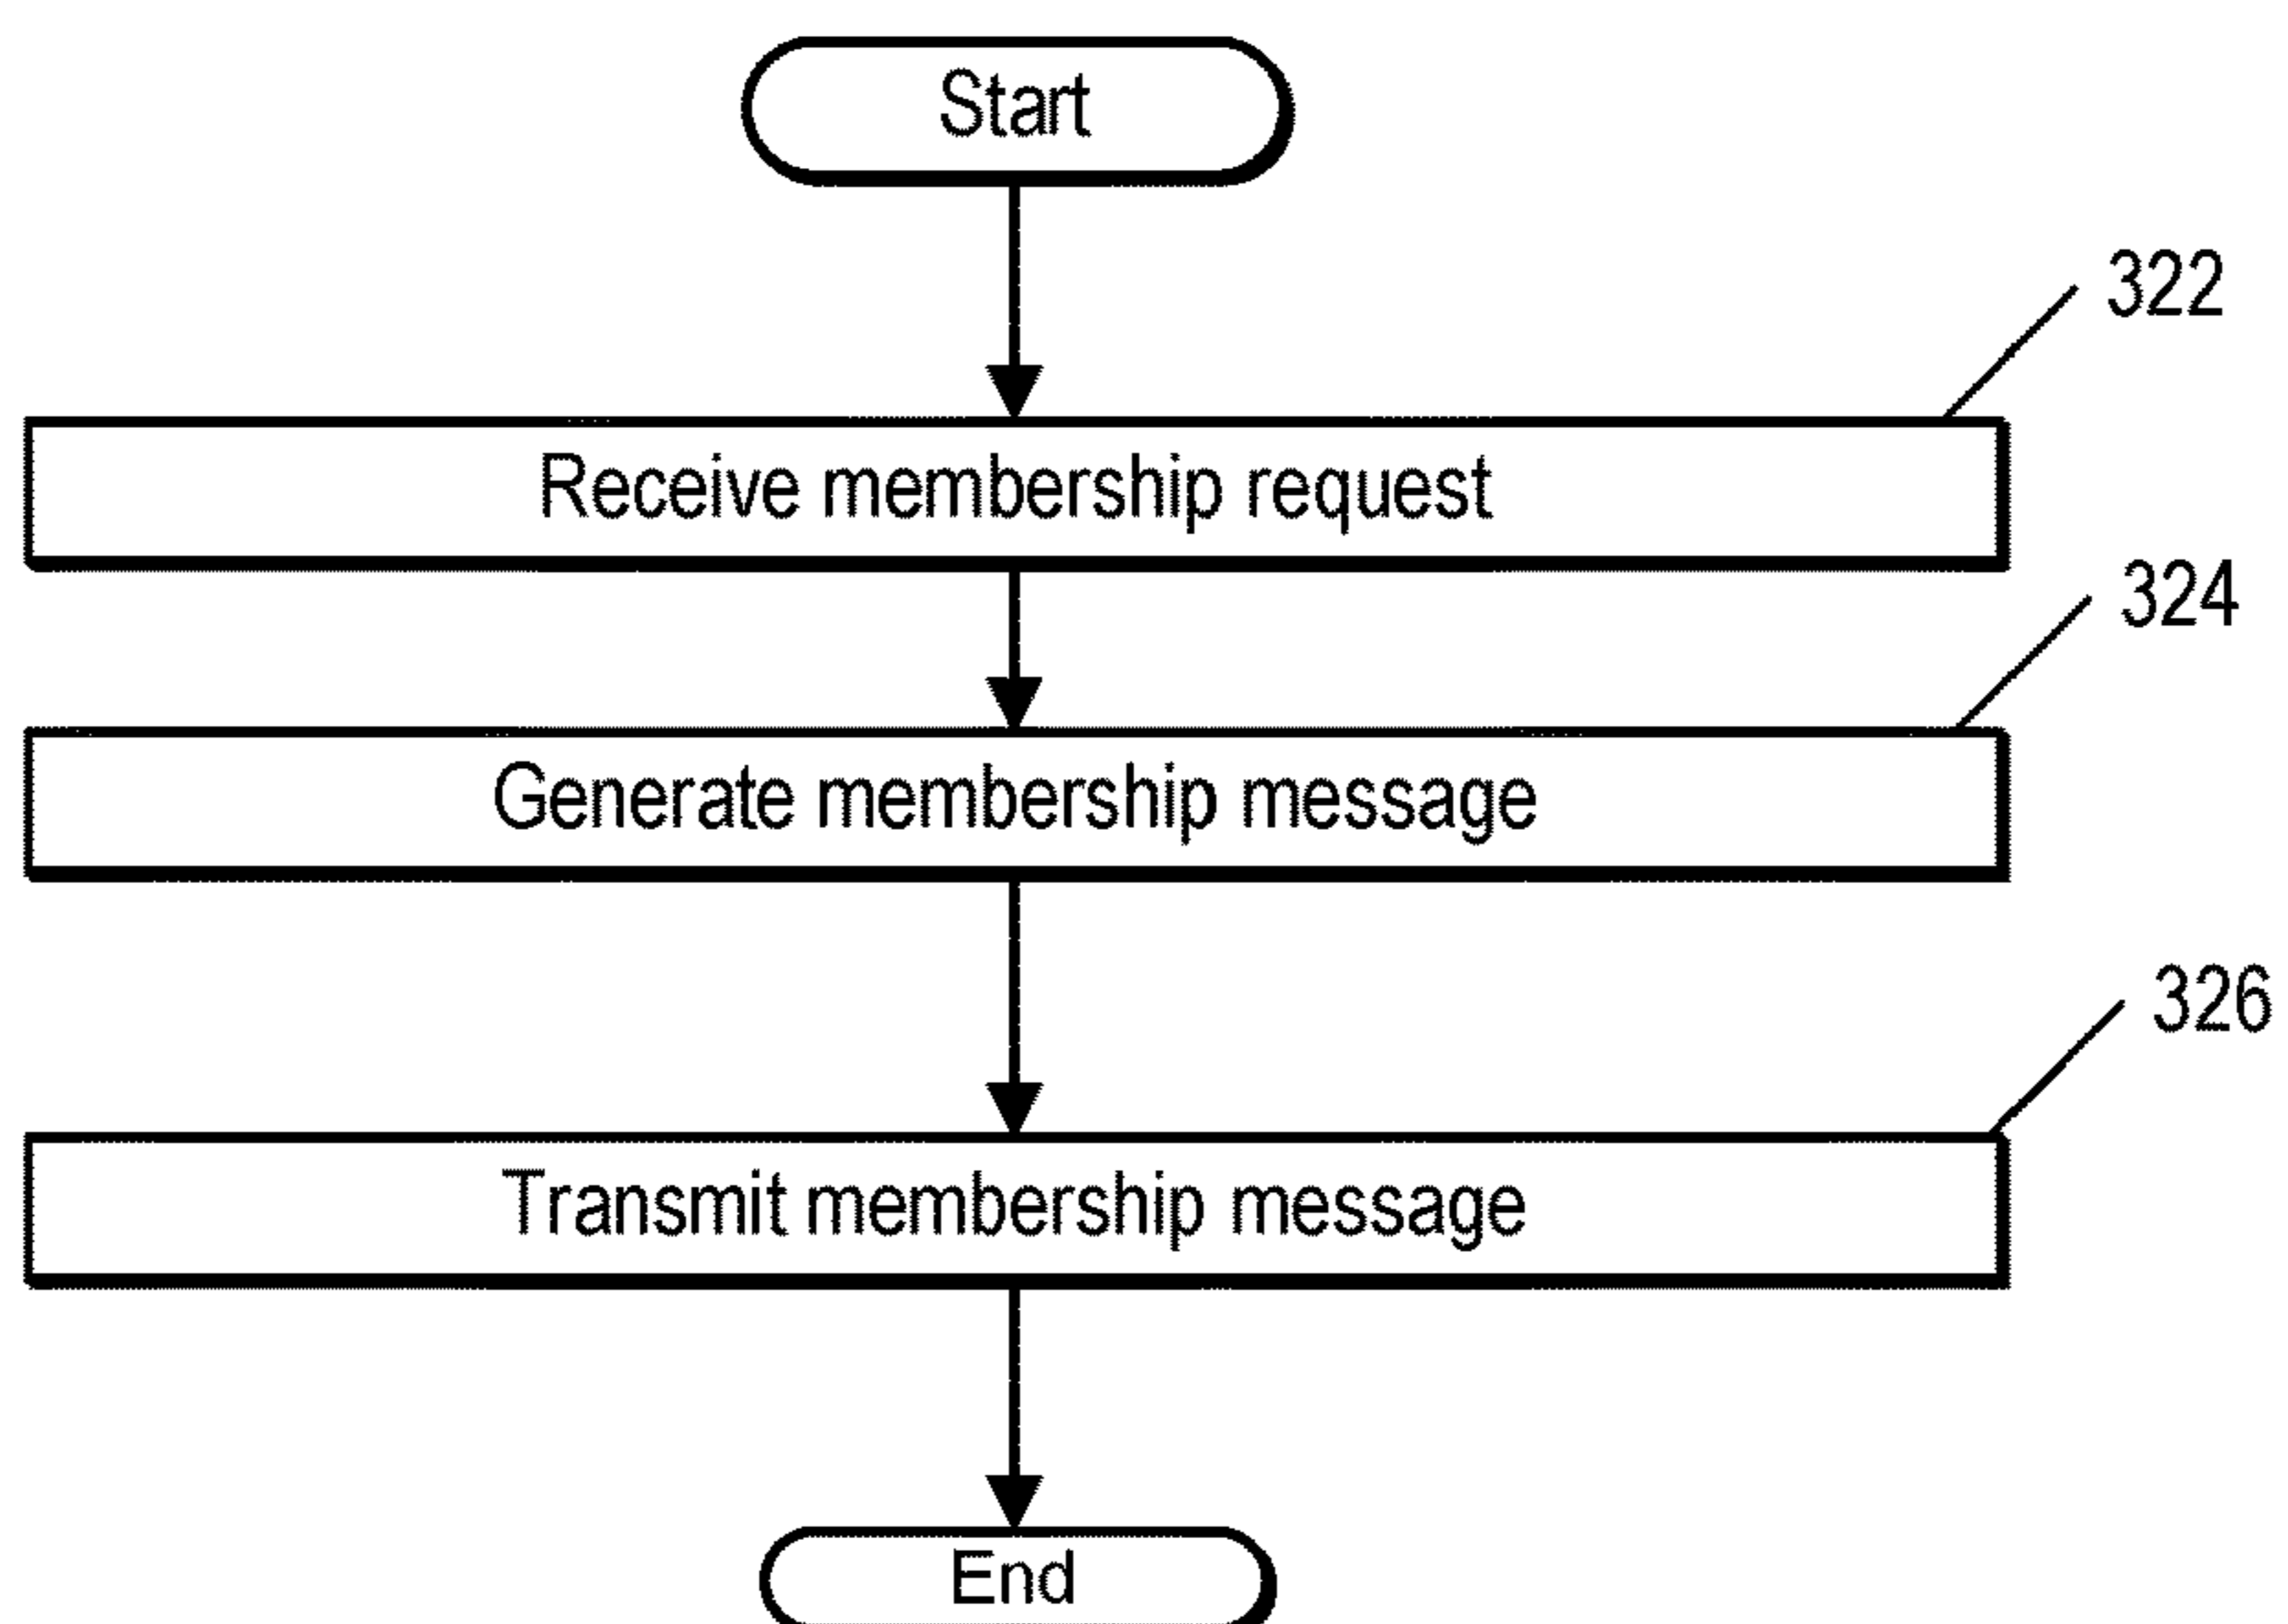 Start
322
Receive membership request
324
Generate membership message
326
Transmit membership message
End